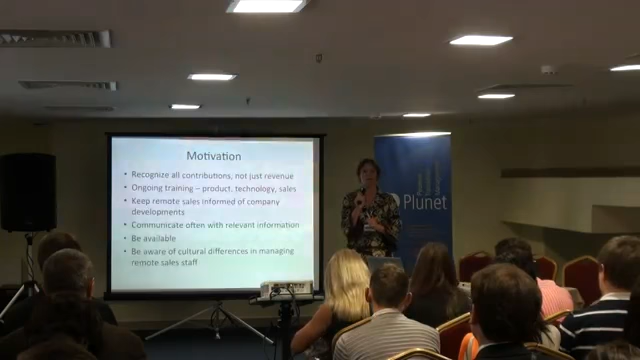 Motivation
• Recognize all contributions, not just revenue
• Ongoing training – product, technology, sales
• Keep remote sales informed of company
developments
• Communicate often with relevant information
• Be available
• Be aware of cultural differences in managing
remote sales staff
Plunet